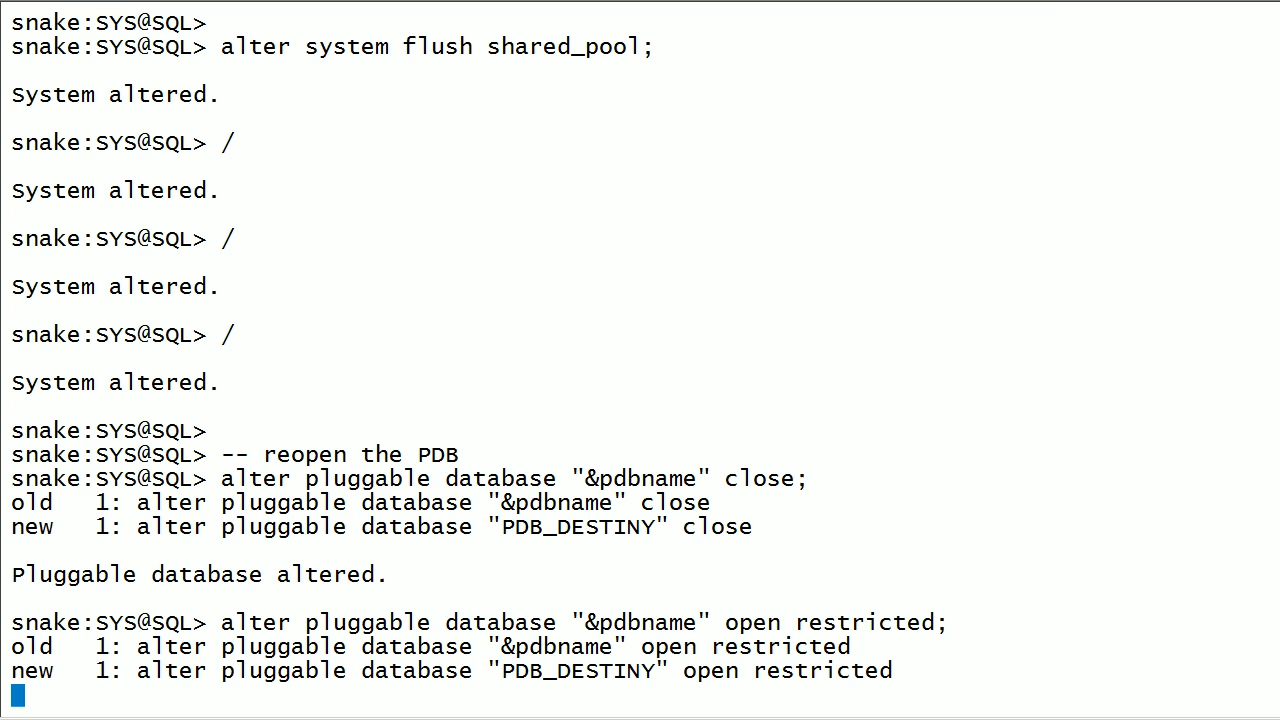 snake:SYS@SQL>
snake:SYS@SQL> alter system flush shared_pool;
System altered.
snake:SYS@SQL> /
System altered.
snake:SYS@SQL> /
System altered.
snake:SYS@SQL> /
System altered.
snake:SYS@SQL>
snake:SYS@SQL> -- reopen the PDB
snake:SYS@SQL> alter pluggable database "&pdbname" close;
old   1: alter pluggable database "&pdbname" close
new   1: alter pluggable database "PDB_DESTINY" close
Pluggable database altered.
snake:SYS@SQL> alter pluggable database "&pdbname" open restricted;
old   1: alter pluggable database "&pdbname" open restricted
new   1: alter pluggable database "PDB_DESTINY" open restricted